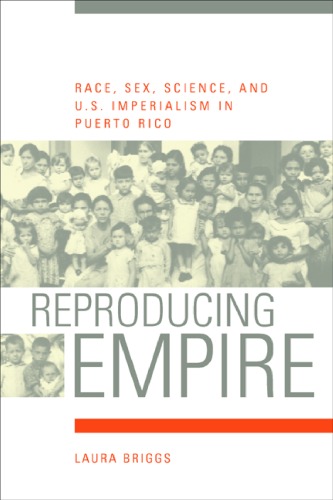 RACE, SEX, SCIENCE, AND
U.S. IMPERIALISM IN
PUERTO RICO
REPRODUCING
EMPIRE
LAURA BRIGGS